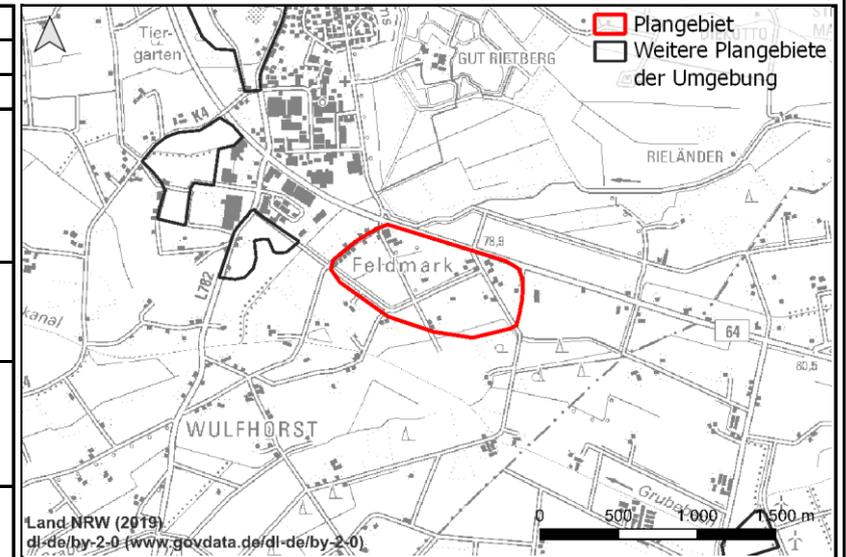 Plangebiet
Weitere Plangebiete
der Umgebung
Tier-
garten
GUT RIETBERG
K4
RIELÄNDER
78,9
Feldmark
L782
kanal
64
80,5
WULFHORST
Land NRW (2019)
dl-de/by-2-0 (www.govdata.de/dl-de/by-2-0)
0 500 1.000 1.500 m